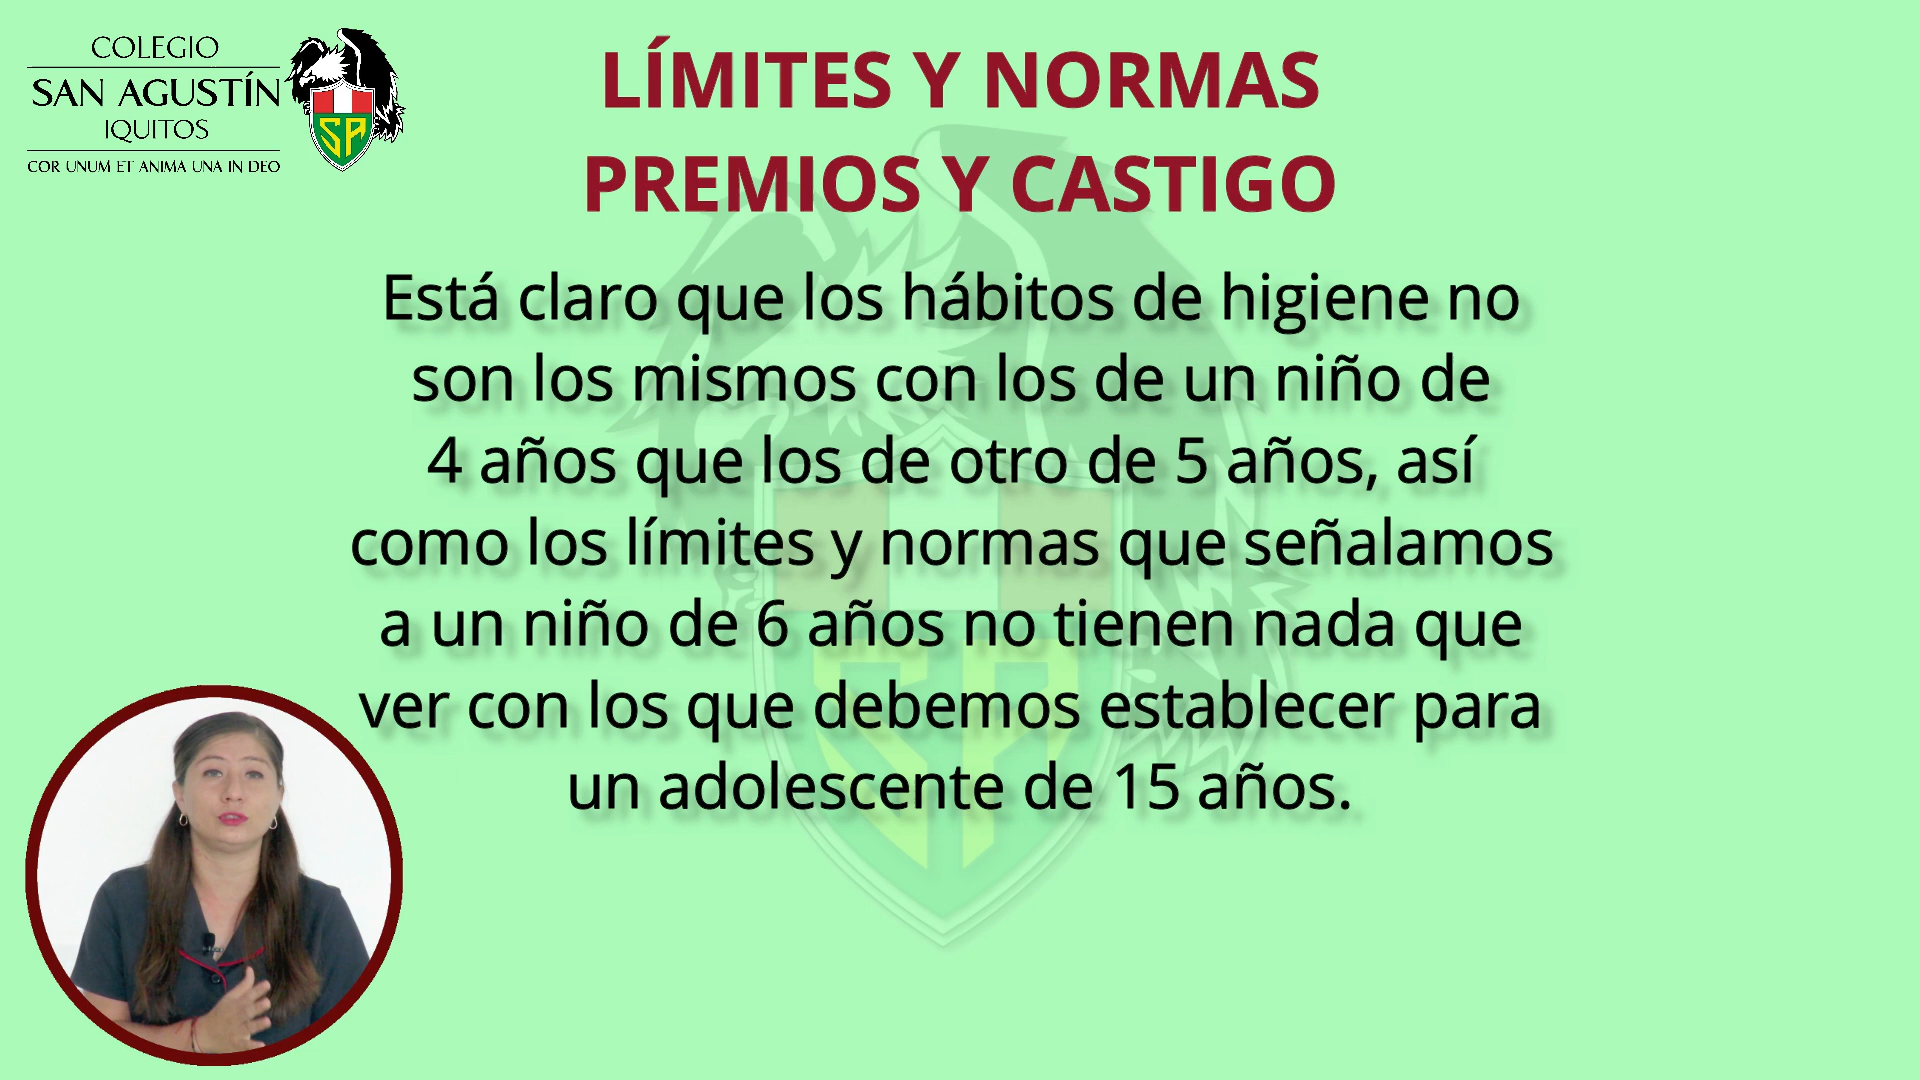 COLEGIO
SAN AGUSTÍN
IQUITOS
COR UNUM ET ANIMA UNA IN DEO
SA
LÍMITES Y NORMAS
PREMIOS Y CASTIGO
Está claro que los hábitos de higiene no
son los mismos con los de un niño de
4 años que los de otro de 5 años, así
como los límites y normas que señalamos
a un niño de 6 años no tienen nada que
ver con los que debemos establecer para
un adolescente de 15 años.